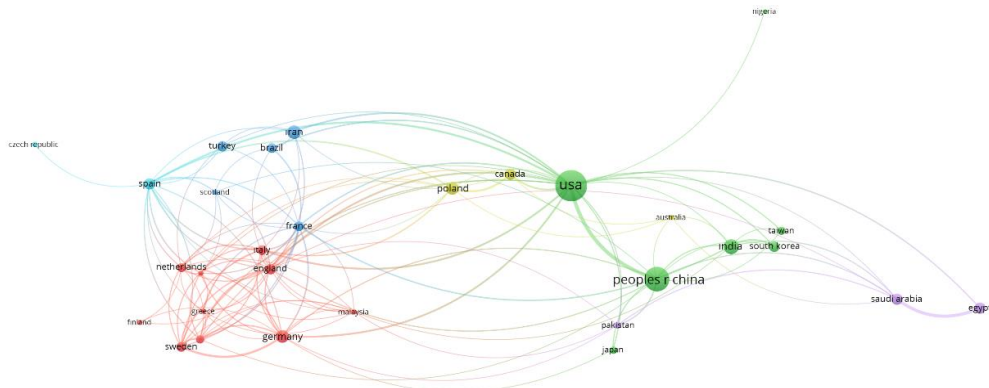 nigeria
iran
czech republic
turkey
brazil
canada
usa
spain
poland
scotland
australia
france
taiwan
italy
india
south korea
netherlands
england
peoples r china
saudi arabia
egyp
greece
malaysia
finland
pakistan
germany
sweden
japan